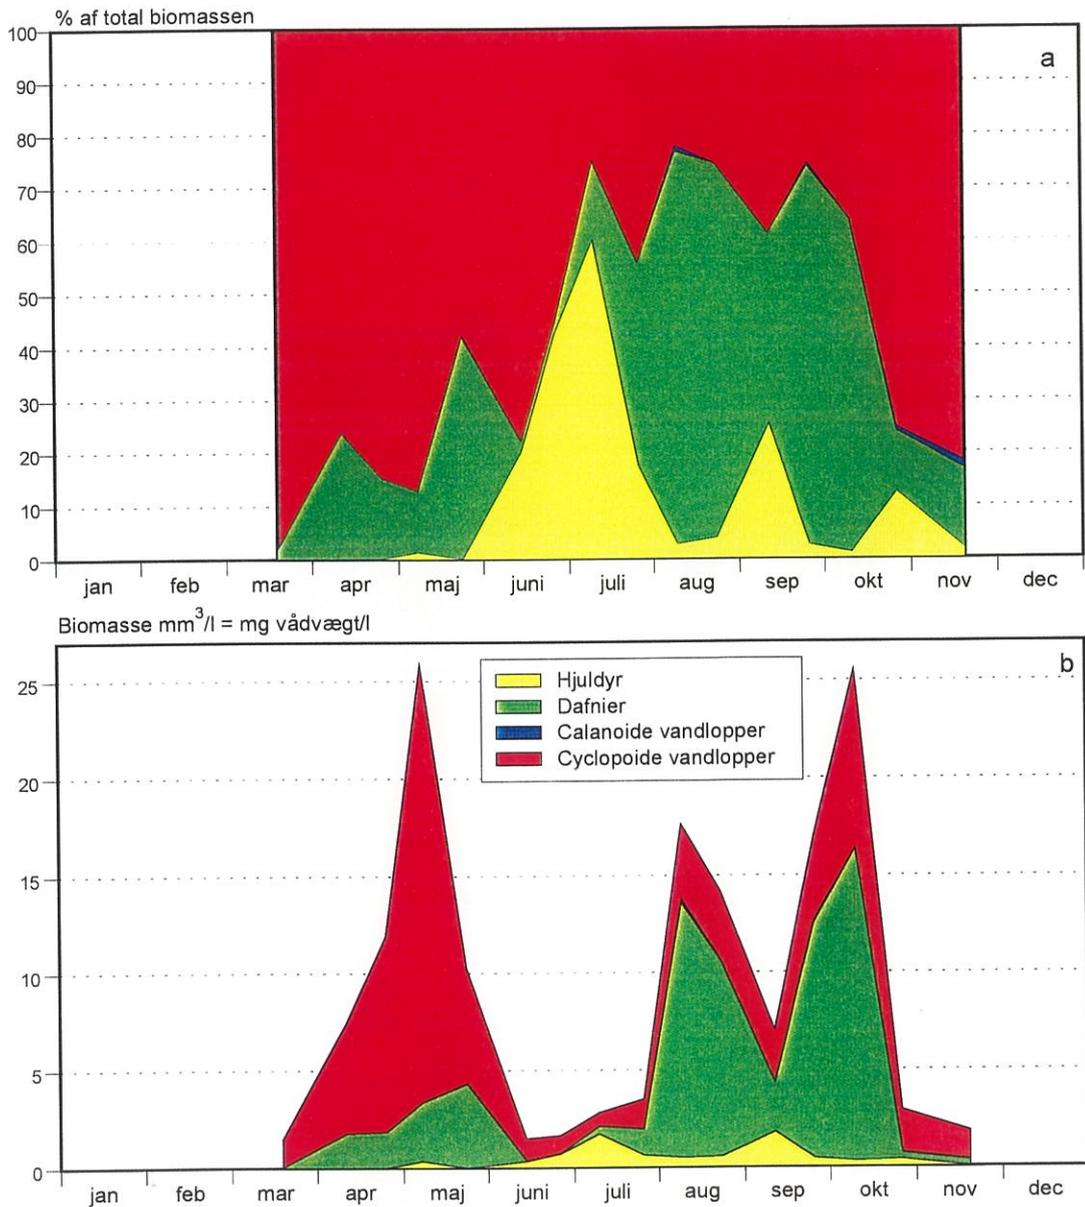 % af total biomassen
a
100
90
80
70
60
50
40
30
20
10
0
jan feb mar apr maj juni juli aug sep okt nov dec
Biomasse mm³/l = mg vådvægt/l
b
Hjuldyr
Dafnier
Calanoide vandlopper
Cyclopoide vandlopper
25
20
15
10
5
0
jan feb mar apr maj juni juli aug sep okt nov dec